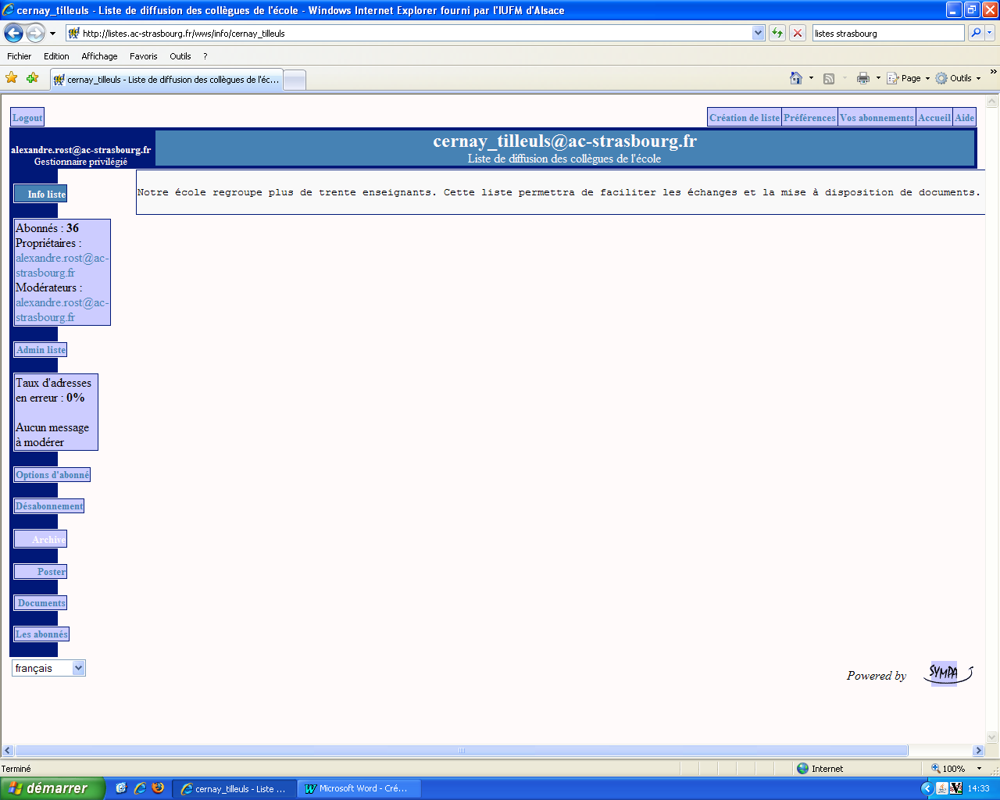 cernay_tilleuls - Liste de diffusion des collègues de l'école - Windows Internet Explorer fourni par l'IUFM d'Alsace
http://listes.ac-strasbourg.fr/wws/info/cernay_tilleuls
listes strasbourg
Fichier Edition Affichage Favoris Outils ?
cernay_tilleuls - Liste de diffusion des collègues de l'éc...
Page Outils
Logout
Création de liste Préférences Vos abonnements Accueil Aide
alexandre.rost@ac-strasbourg.fr
Gestionnaire privilégié
cernay_tilleuls@ac-strasbourg.fr
Liste de diffusion des collègues de l'école
Info liste
Notre école regroupe plus de trente enseignants. Cette liste permettra de faciliter les échanges et la mise à disposition de documents.
Abonnés : 36
Propriétaires :
alexandre.rost@ac-
strasbourg.fr
Modérateurs :
alexandre.rost@ac-
strasbourg.fr
Admin liste
Taux d'adresses
en erreur : 0%
Aucun message
à modérer
Options d'abonné
Désabonnement
Archive
Poster
Documents
Les abonnés
français
Powered by SYMPA
Terminé
Internet
100%
démarrer
cernay_tilleuls - Liste ...
Microsoft Word - Cré...
14:33